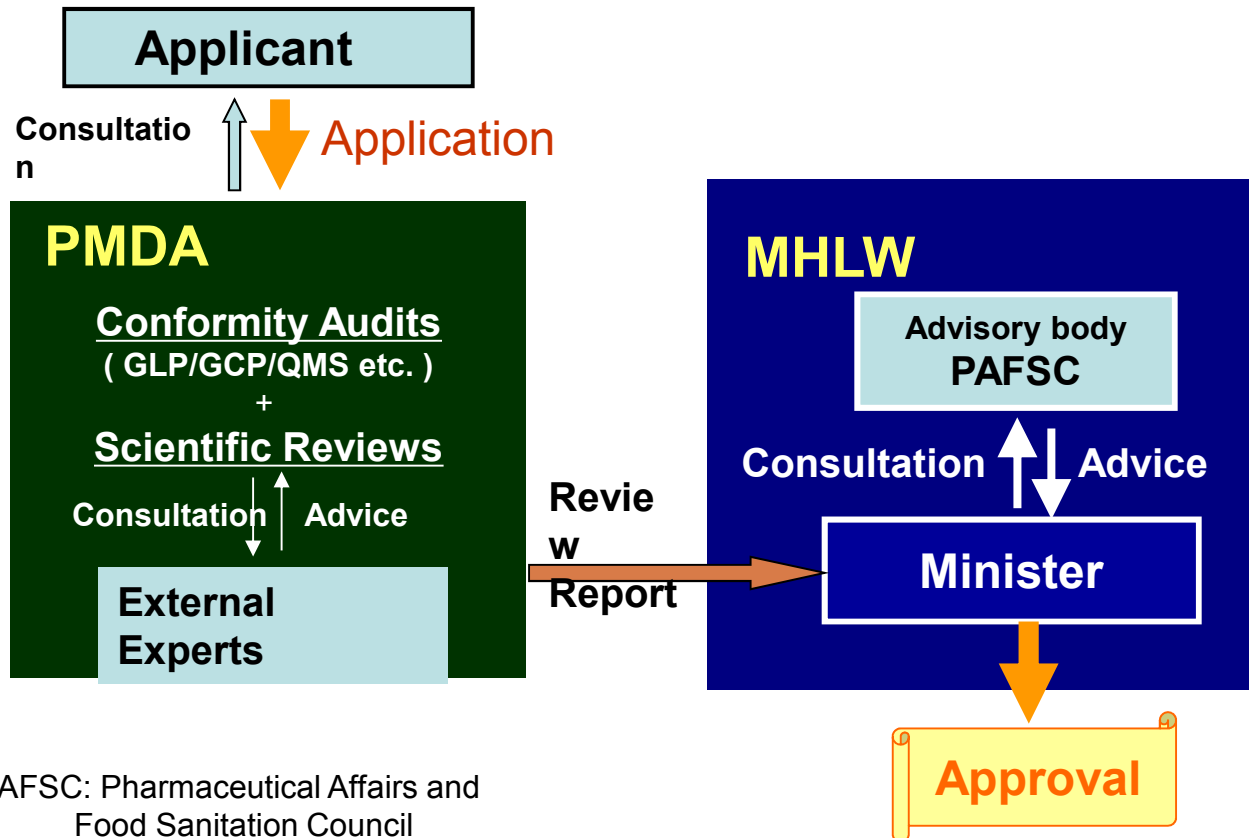 Applicant
Consultatio
n
Application
PMDA
Conformity Audits
( GLP/GCP/QMS etc. )
+
Scientific Reviews
Consultation
Advice
External
Experts
Revie
w
Report
MHLW
Advisory body
PAFSC
Consultation
Advice
Minister
Approval
AFSC: Pharmaceutical Affairs and
Food Sanitation Council